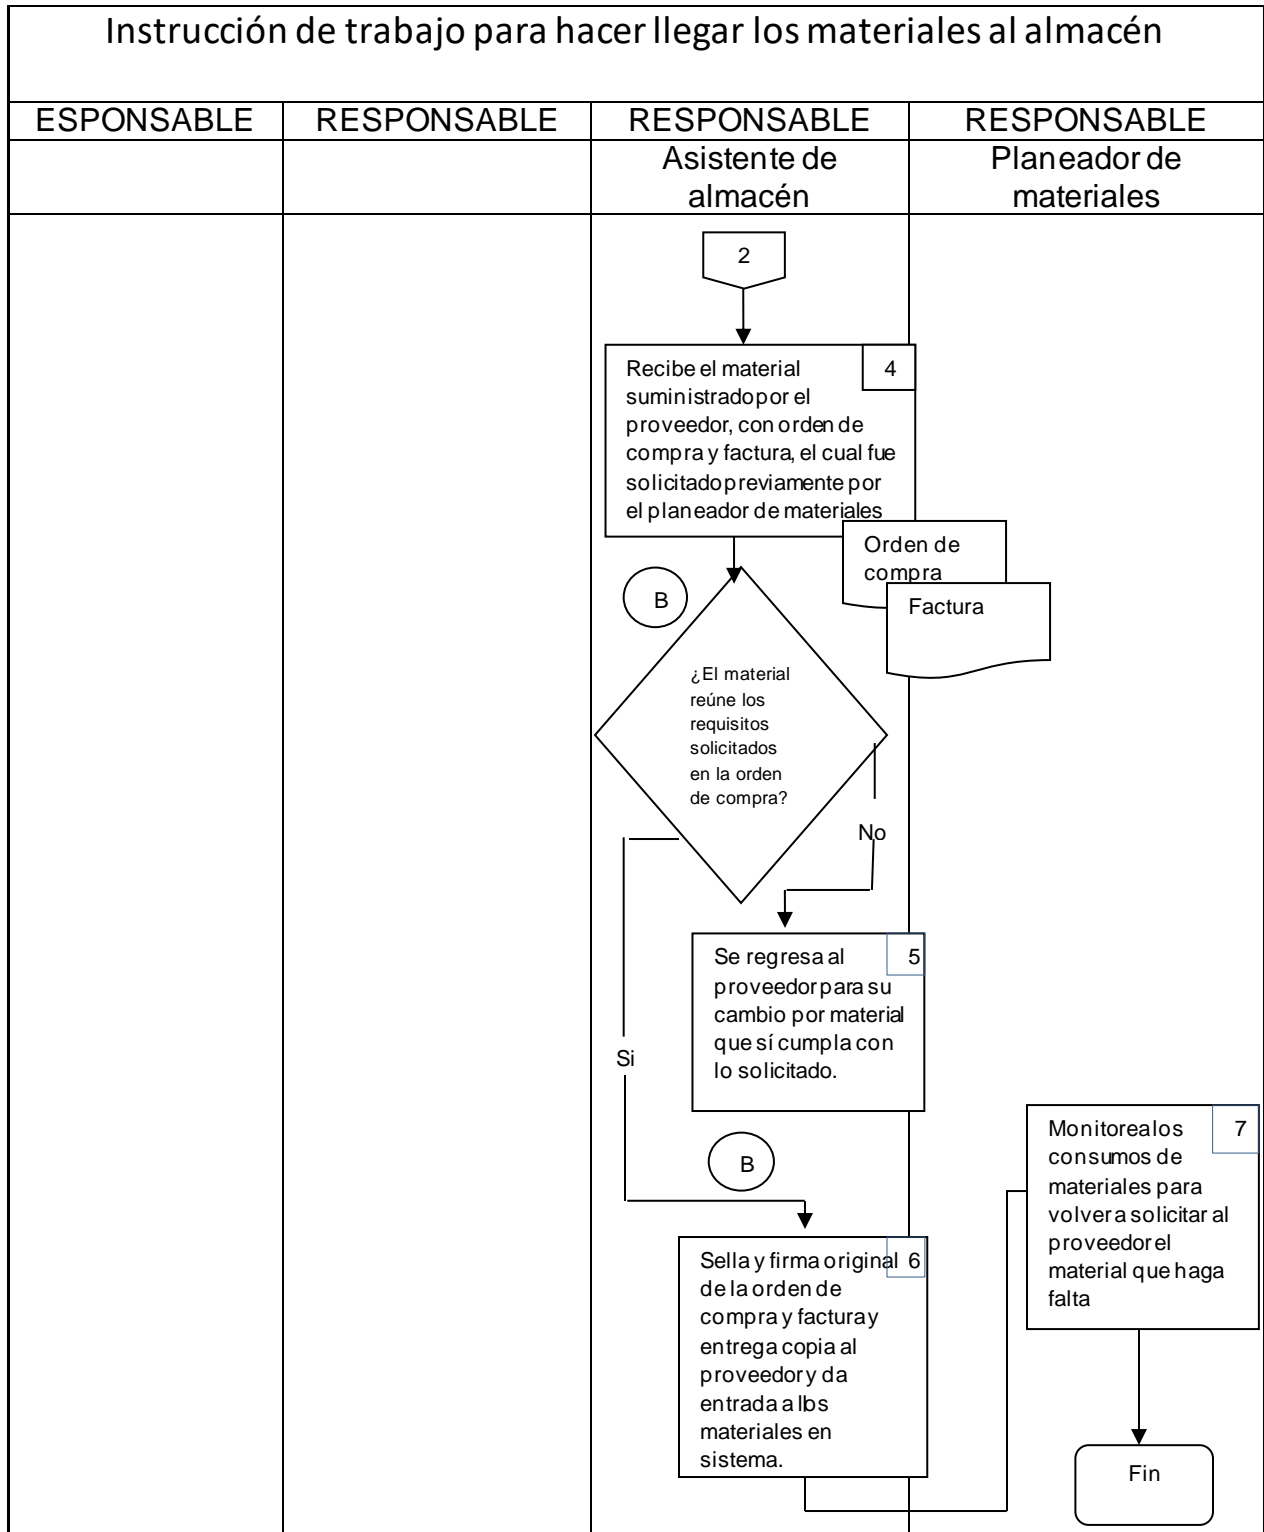 Instrucción de trabajo para hacer llegar los materiales al almacén
ESPONSABLE
RESPONSABLE
RESPONSABLE
RESPONSABLE
Asistente de
almacén
Planeador de
materiales
2
4
Recibe el material
suministrado por el
proveedor, con orden de
compra y factura, el cual fue
solicitado previamente por
el planeador de materiales
Orden de
compra
Factura
B
¿El material
reúne los
requisitos
solicitados
en la orden
de compra?
No
5
Se regresa al
proveedor para su
cambio por material
que sí cumpla con
lo solicitado.
Si
B
7
Monitorea los
consumos de
materiales para
volver a solicitar al
proveedor el
material que haga
falta
6
Sella y firma original
de la orden de
compra y factura y
entrega copia al
proveedor y da
entrada a llos
materiales en
sistema.
Fin